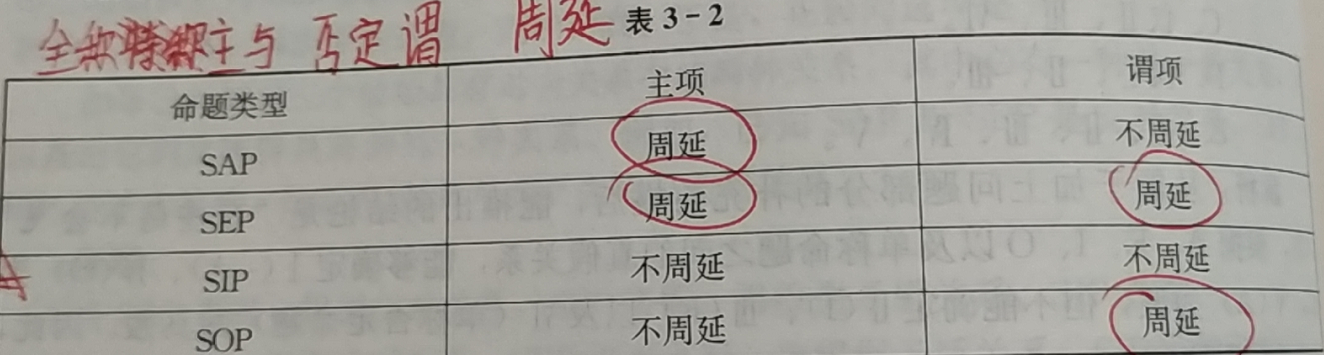 全称主与 否定谓 周延 表3-2
命题类型 主项 谓项
SAP 周延 不周延
SEP 周延 周延
SIP 不周延 不周延
SOP 不周延 周延